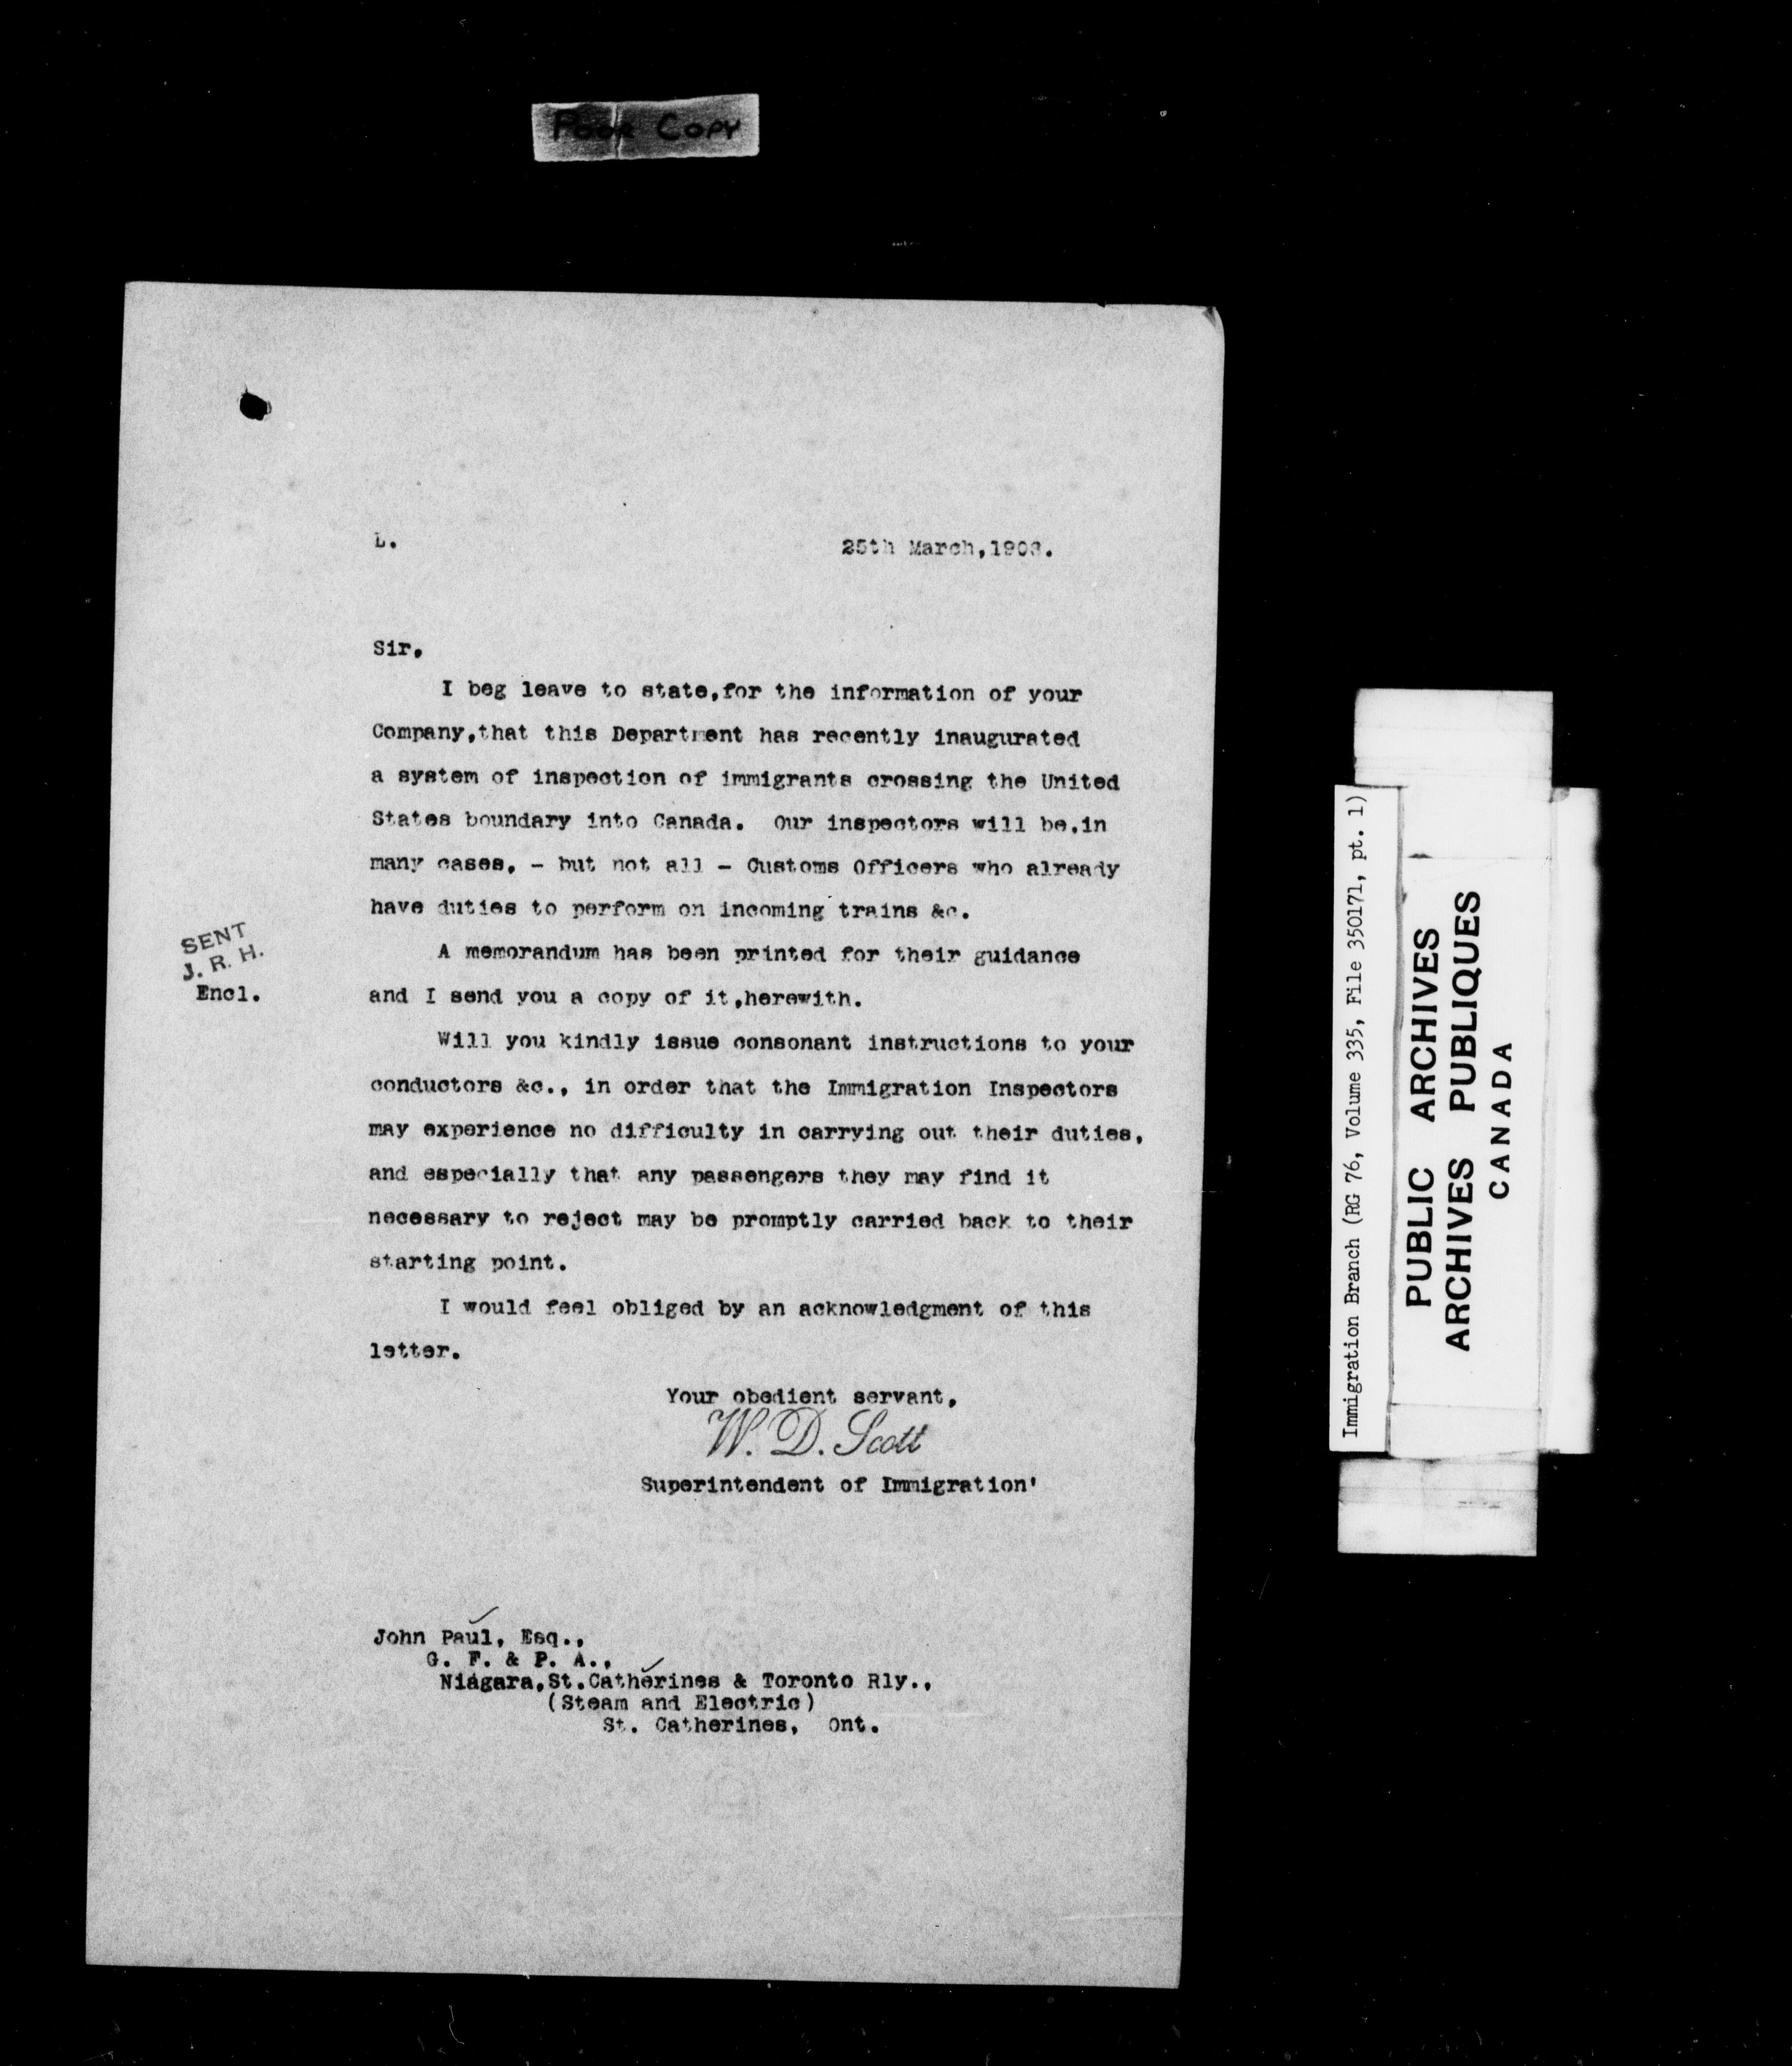 POOR COPY
L.
25th March,1908.
Sir,
I beg leave to state,for the information of your
Company,that this Department has recently inaugurated
a system of inspection of immigrants crossing the United
States boundary into Canada. Our inspectors will be,in
many cases, - but not all - Customs Officers who already
have duties to perform on incoming trains &c.
SENT
J. R. H.
Encl.
A memorandum has been printed for their guidance
and I send you a copy of it,herewith.
Will you kindly issue consonant instructions to your
conductors &c., in order that the Immigration Inspectors
may experience no difficulty in carrying out their duties,
and especially that any passengers they may find it
necessary to reject may be promptly carried back to their
starting point.
I would feel obliged by an acknowledgment of this
letter.
Your obedient servant,
W. D. Scott
Superintendent of Immigration'
John Paul, Esq.,
G. F. & P. A.,
Niagara,St.Catherines & Toronto Rly.,
(Steam and Electric)
St. Catherines, Ont.
Immigration Branch (RG 76, Volume 335, File 350171, pt. 1)
PUBLIC ARCHIVES
ARCHIVES PUBLIQUES
CANADA